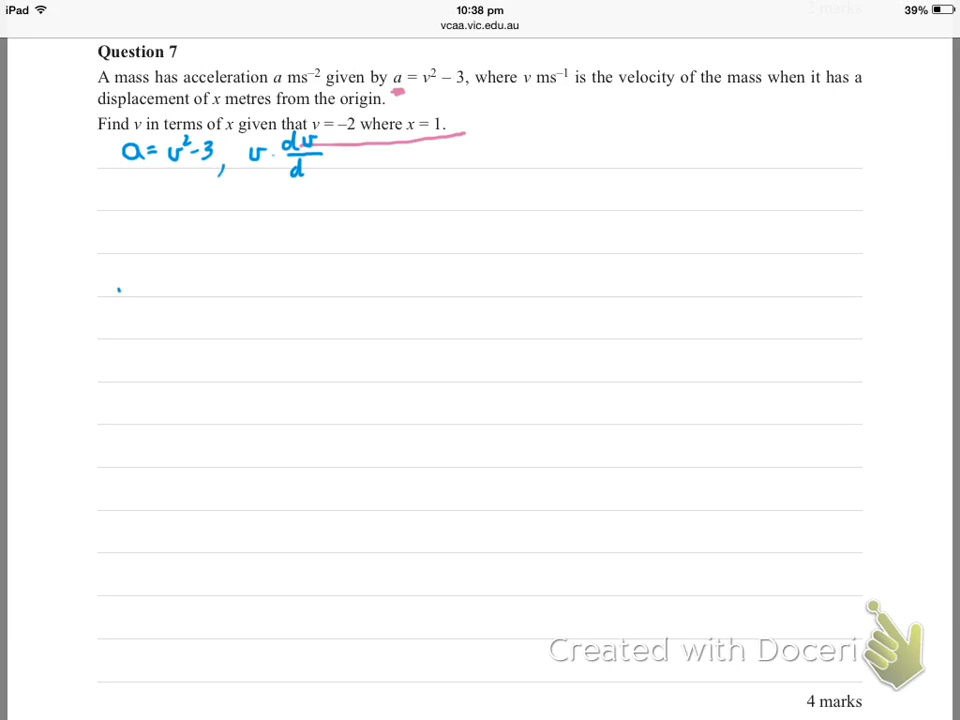 iPad 10:38 pm 39%
vcaa.vic.edu.au
2 marks
Question 7
A mass has acceleration a ms⁻² given by a = v² – 3, where v ms⁻¹ is the velocity of the mass when it has a
displacement of x metres from the origin.
Find v in terms of x given that v = –2 where x = 1.
a = v² - 3, v · dv/d
Created with Doceri
4 marks